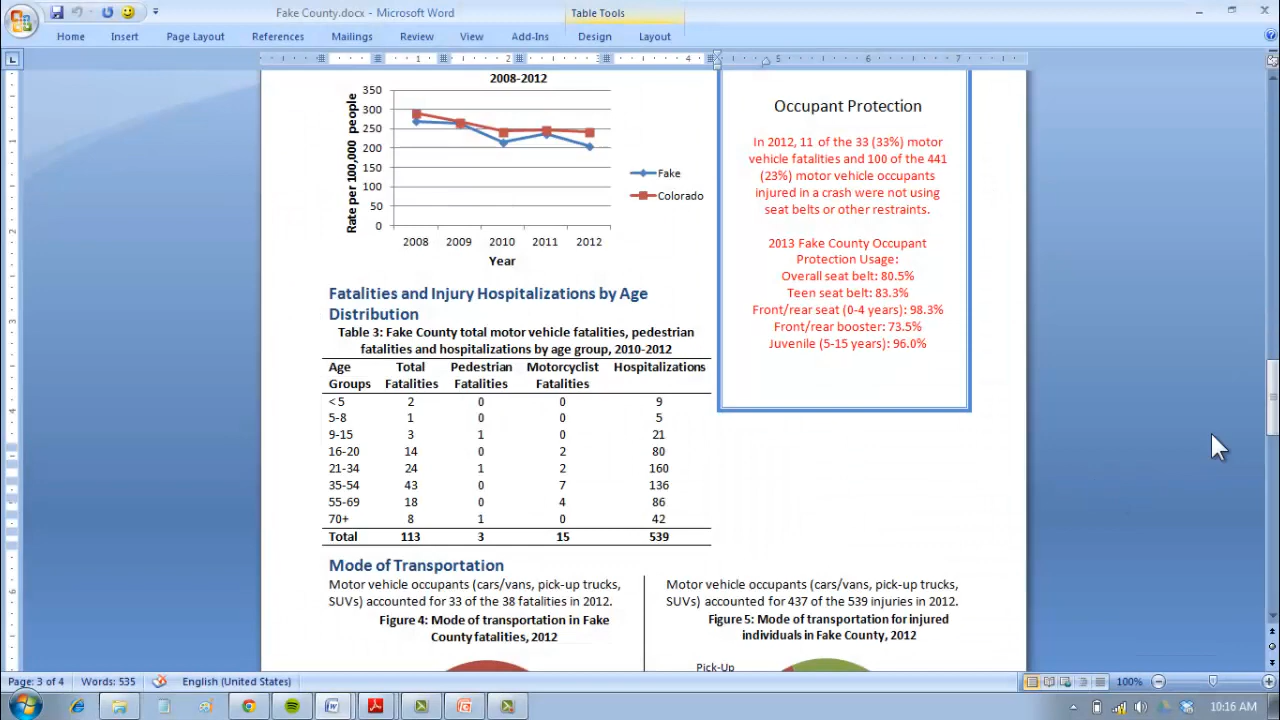 Fake County.docx - Microsoft Word
Table Tools
Home Insert Page Layout References Mailings Review View Add-Ins Design Layout
1 2 3 4 5 6 7
2008-2012
Rate per 100,000 people
350
300
250
200
150
100
50
0
2008 2009 2010 2011 2012
Year
Fake
Colorado
Occupant Protection
In 2012, 11 of the 33 (33%) motor
vehicle fatalities and 100 of the 441
(23%) motor vehicle occupants
injured in a crash were not using
seat belts or other restraints.
2013 Fake County Occupant
Protection Usage:
Overall seat belt: 80.5%
Teen seat belt: 83.3%
Front/rear seat (0-4 years): 98.3%
Front/rear booster: 73.5%
Juvenile (5-15 years): 96.0%
Fatalities and Injury Hospitalizations by Age
Distribution
Table 3: Fake County total motor vehicle fatalities, pedestrian
fatalities and hospitalizations by age group, 2010-2012
Age Total Pedestrian Motorcyclist Hospitalizations
Groups Fatalities Fatalities Fatalities
< 5 2 0 0 9
5-8 1 0 0 5
9-15 3 1 0 21
16-20 14 0 2 80
21-34 24 1 2 160
35-54 43 0 7 136
55-69 18 0 4 86
70+ 8 1 0 42
Total 113 3 15 539
Mode of Transportation
Motor vehicle occupants (cars/vans, pick-up trucks,
SUVs) accounted for 33 of the 38 fatalities in 2012.
Figure 4: Mode of transportation in Fake
County fatalities, 2012
Motor vehicle occupants (cars/vans, pick-up trucks,
SUVs) accounted for 437 of the 539 injuries in 2012.
Figure 5: Mode of transportation for injured
individuals in Fake County, 2012
Pick-Up
Page: 3 of 4 Words: 535 English (United States) 100%
10:16 AM